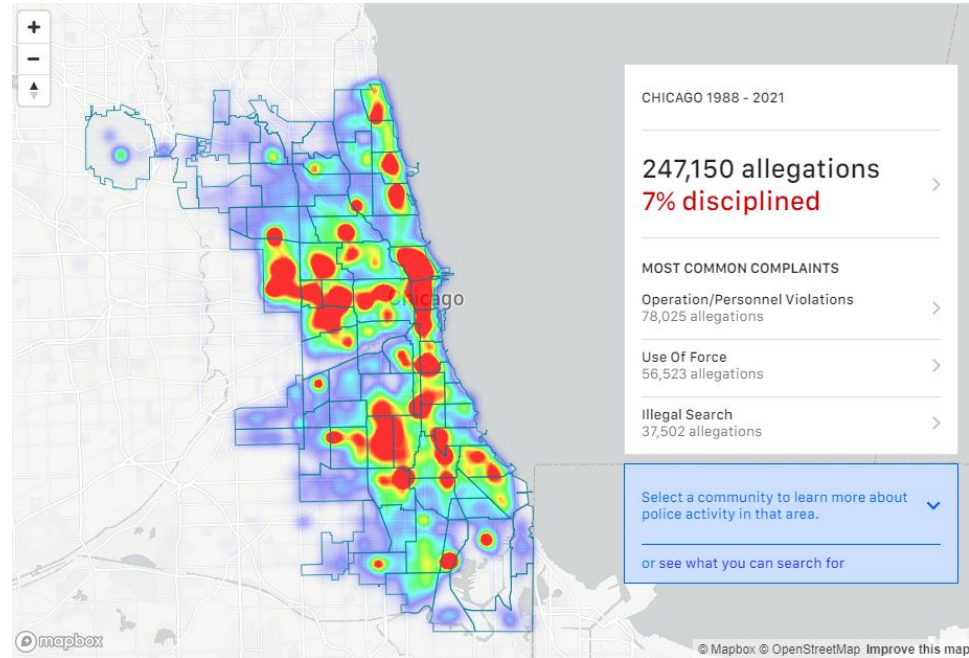 +
−
CHICAGO 1988 - 2021
247,150 allegations
7% disciplined
MOST COMMON COMPLAINTS
Operation/Personnel Violations
78,025 allegations
Use Of Force
56,523 allegations
Illegal Search
37,502 allegations
Chicago
Select a community to learn more about
police activity in that area.
or see what you can search for
mapbox
© Mapbox © OpenStreetMap Improve this map